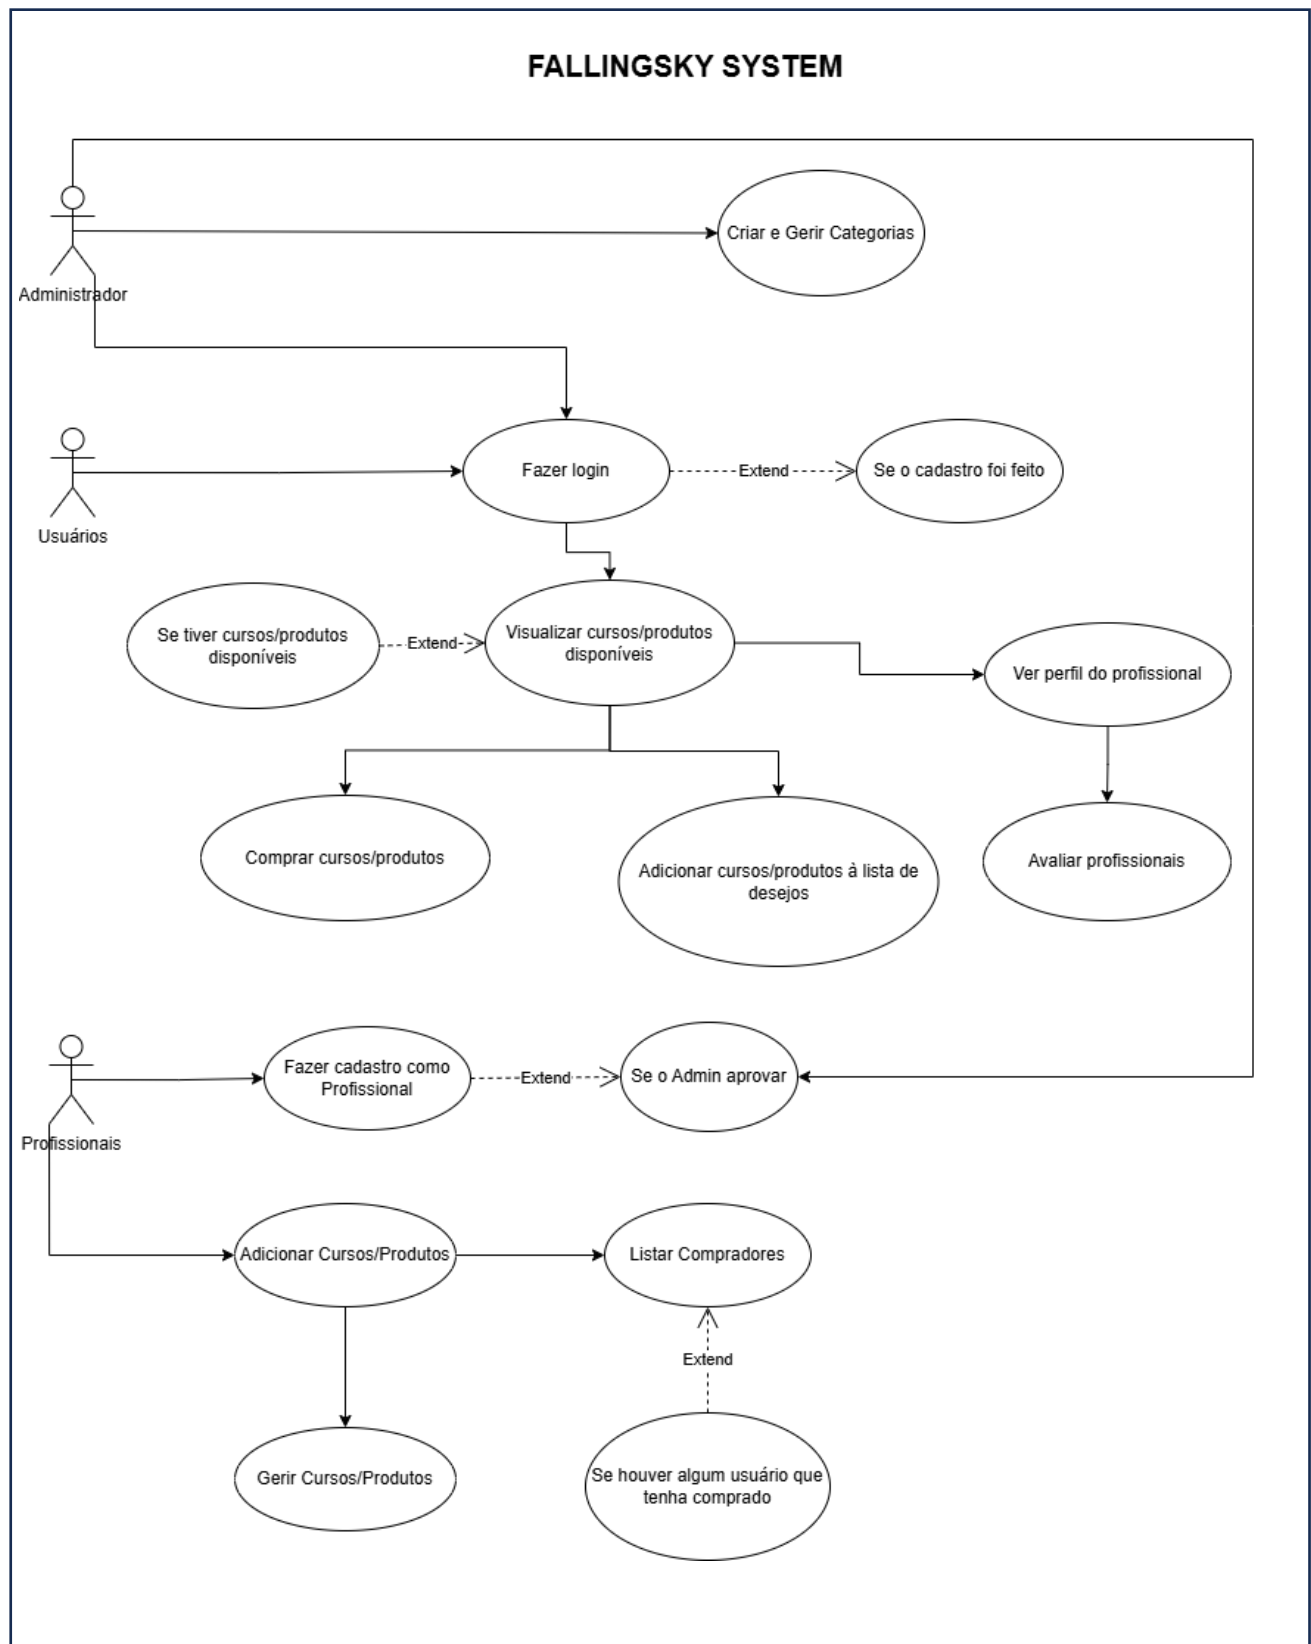 FALLINGSKY SYSTEM
Criar e Gerir Categorias
Administrador
Fazer login
Extend
Se o cadastro foi feito
Usuários
Se tiver cursos/produtos
disponíveis
Extend
Visualizar cursos/produtos
disponíveis
Ver perfil do profissional
Comprar cursos/produtos
Adicionar cursos/produtos à lista de
desejos
Avaliar profissionais
Fazer cadastro como
Profissional
Extend
Se o Admin aprovar
Profissionais
Adicionar Cursos/Produtos
Listar Compradores
Extend
Gerir Cursos/Produtos
Se houver algum usuário que
tenha comprado